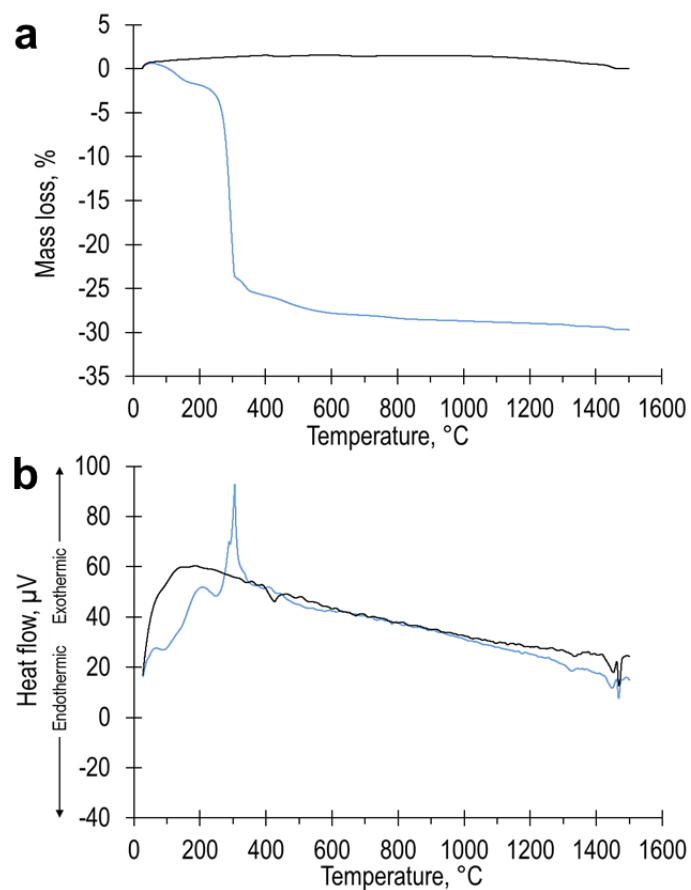 a
5
0
-5
-10
-15
-20
-25
-30
-35
Mass loss, %
0 200 400 600 800 1000 1200 1400 1600
Temperature, °C
b
100
80
60
40
20
0
-20
-40
Heat flow, µV
Endothermic Exothermic
0 200 400 600 800 1000 1200 1400 1600
Temperature, °C